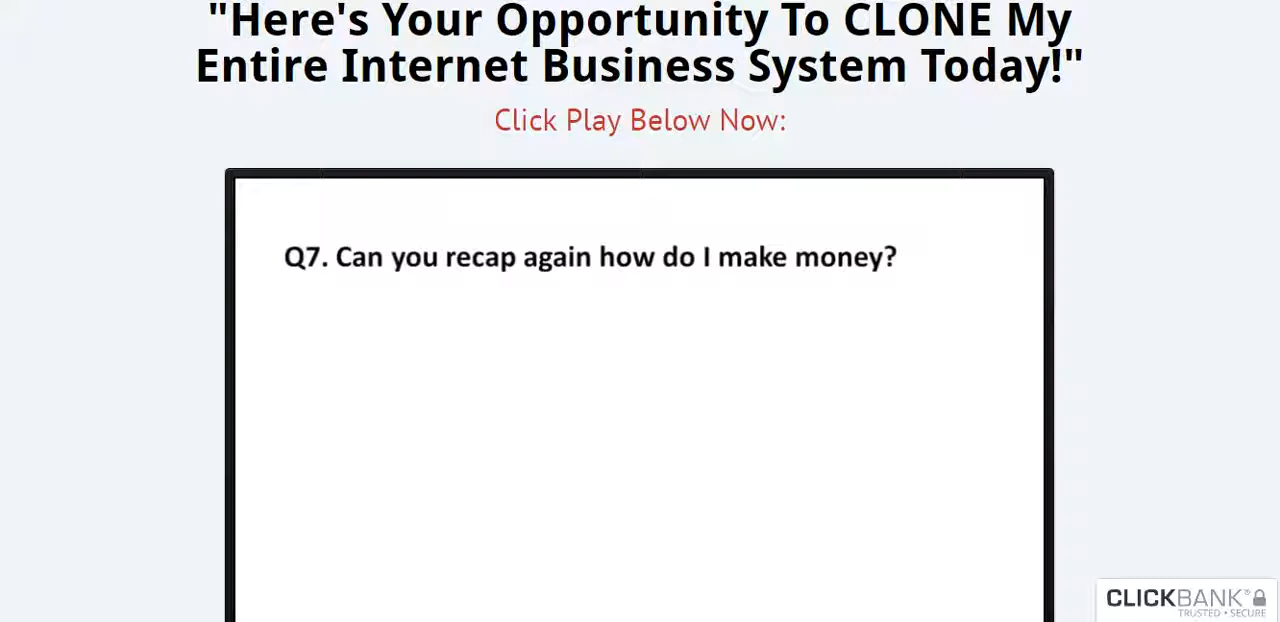 "Here's Your Opportunity To CLONE My
Entire Internet Business System Today!"
Click Play Below Now:
Q7. Can you recap again how do I make money?
CLICKBANK®
TRUSTED • SECURE